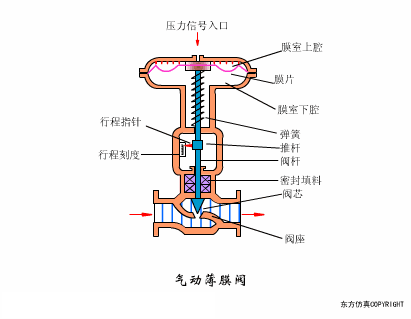 压力信号入口
膜室上腔
膜片
膜室下腔
弹簧
行程指针
推杆
行程刻度
阀杆
密封填料
阀芯
阀座
气动薄膜阀
东方仿真COPYRIGHT